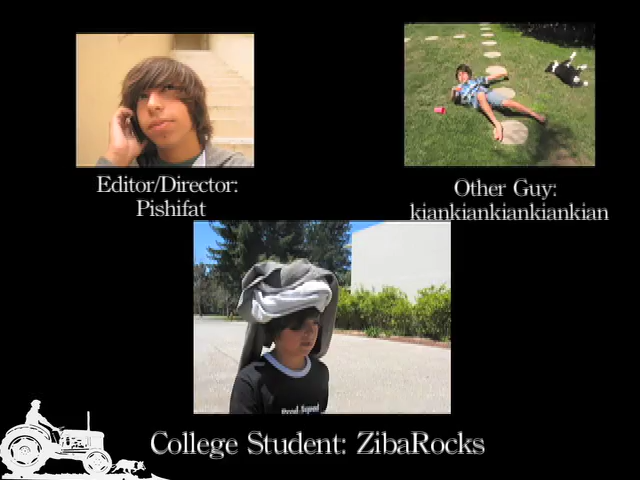 Editor/Director:
Pishifat
Other Guy:
kiankiankiankiankian
College Student: ZibaRocks